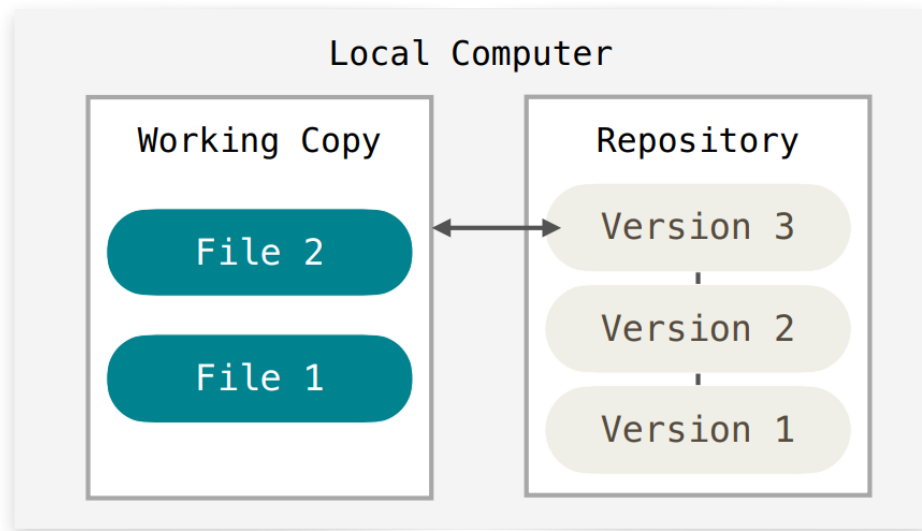 Local Computer
Working Copy
File 2
File 1
Repository
Version 3
Version 2
Version 1